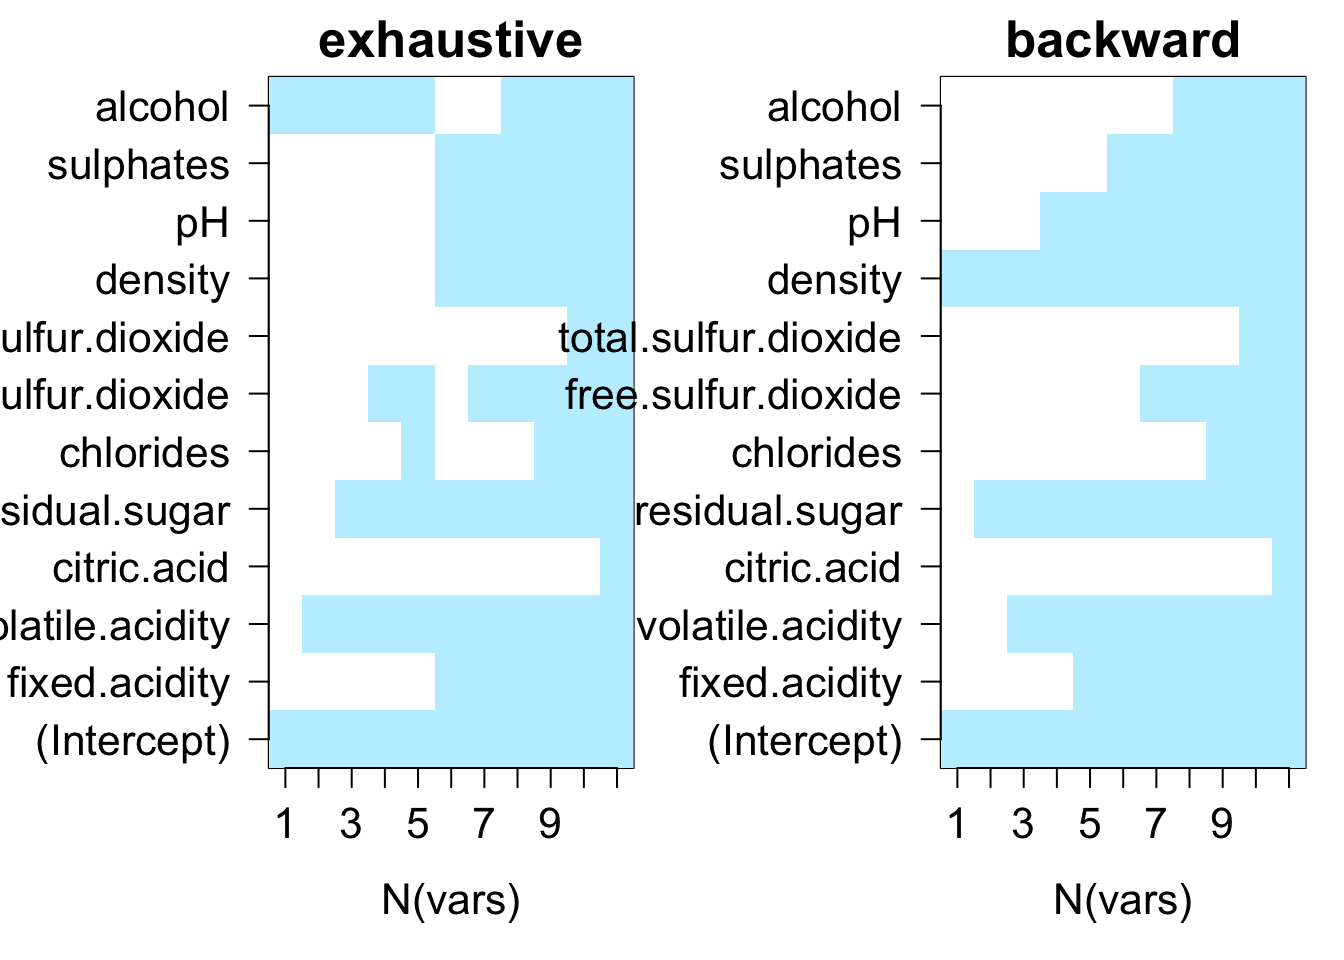 exhaustive
alcohol
sulphates
pH
density
ulfur.dioxide
ulfur.dioxide
chlorides
sidual.sugar
citric.acid
olatile.acidity
fixed.acidity
(Intercept)
1 3 5 7 9
N(vars)
backward
alcohol
sulphates
pH
density
total.sulfur.dioxide
free.sulfur.dioxide
chlorides
residual.sugar
citric.acid
volatile.acidity
fixed.acidity
(Intercept)
1 3 5 7 9
N(vars)